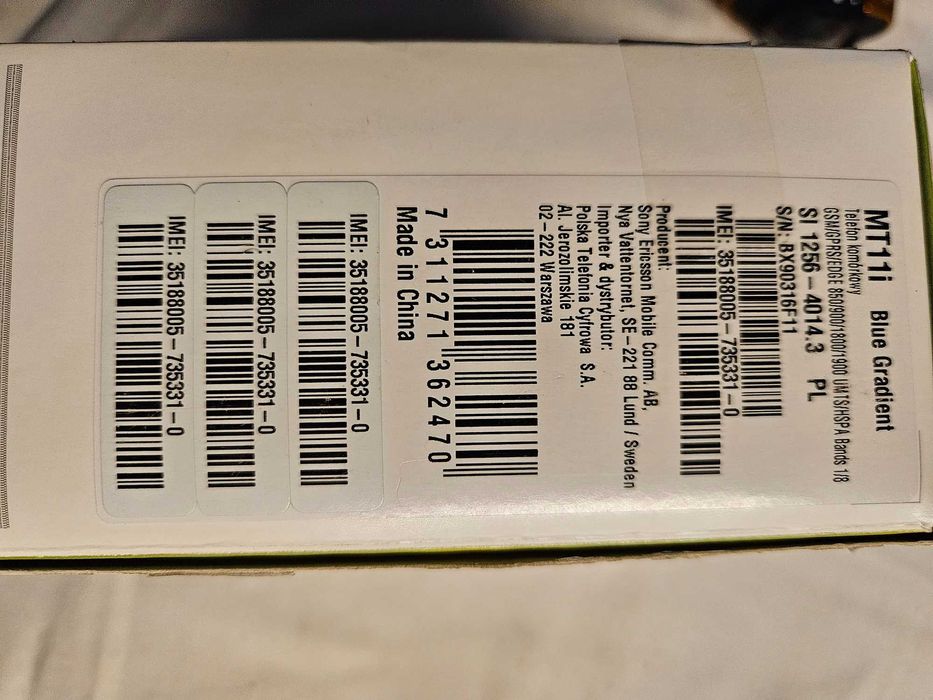 MT11i Blue Gradient
Telefon komórkowy
GSM/GPRS/EDGE 850/900/1800/1900 UMTS/HSPA Bands 1/8
SI 1256-4014.3 PL
S/N: BX90316F11
IMEI: 35188005-735331-0
Producent:
Sony Ericsson Mobile Comm. AB,
Nya Vattentornet, SE-221 88 Lund / Sweden
Importer & dystrybutor:
Polska Telefonia Cyfrowa S.A.
Al. Jerozolimskie 181
02-222 Warszawa
7 311271 362470
Made in China
IMEI: 35188005-735331-0
IMEI: 35188005-735331-0
IMEI: 35188005-735331-0